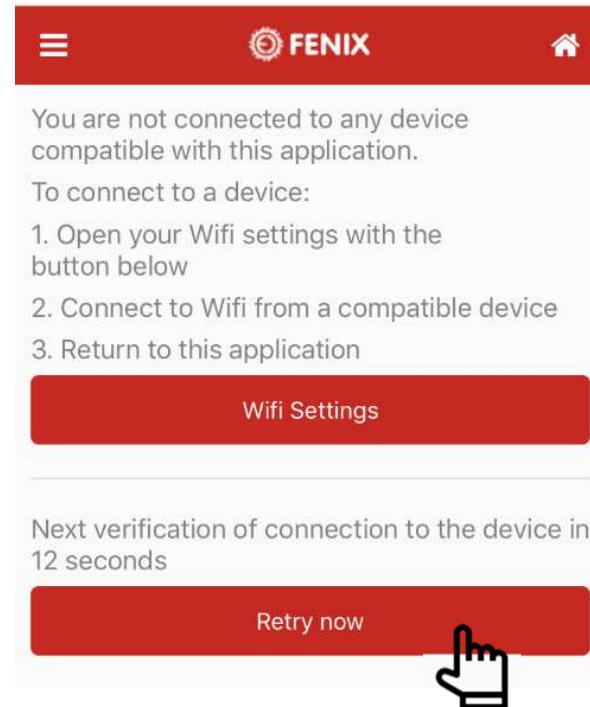 FENIX
You are not connected to any device
compatible with this application.
To connect to a device:
1. Open your Wifi settings with the
button below
2. Connect to Wifi from a compatible device
3. Return to this application
Wifi Settings
Next verification of connection to the device in
12 seconds
Retry now